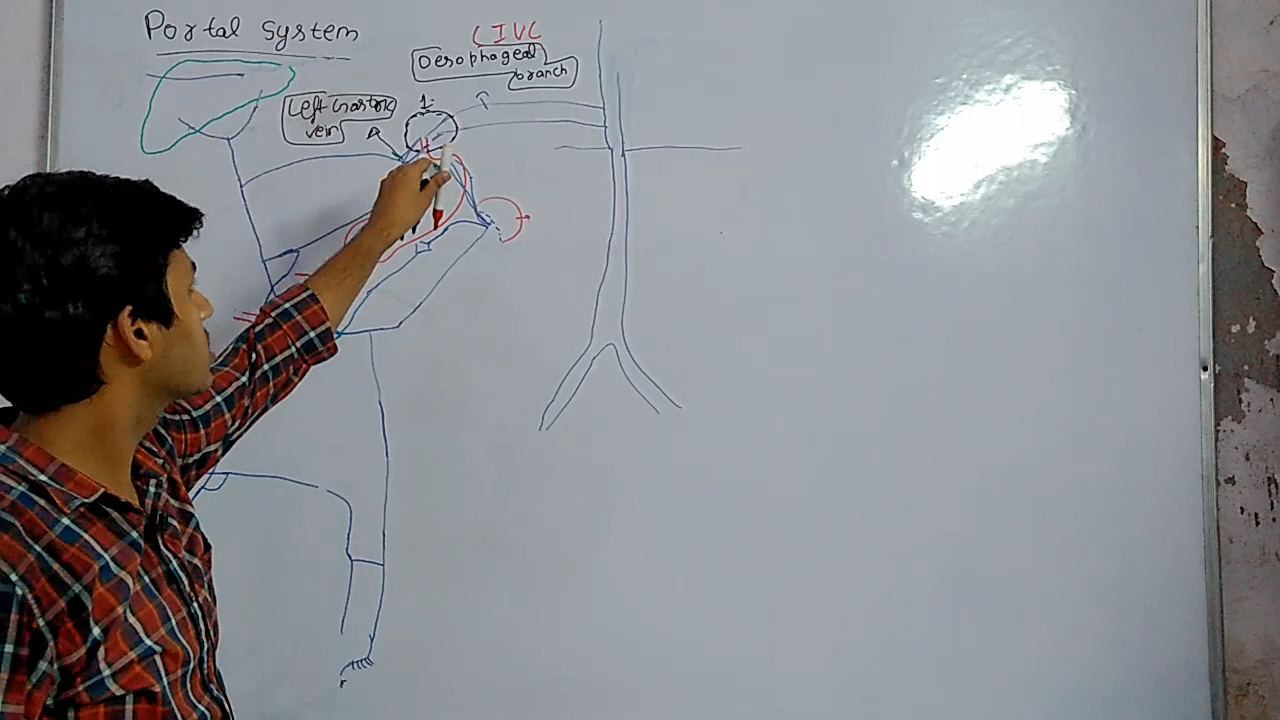 Portal System
CIVC
Oesophageal
branch
Left Gastric
vein
1.